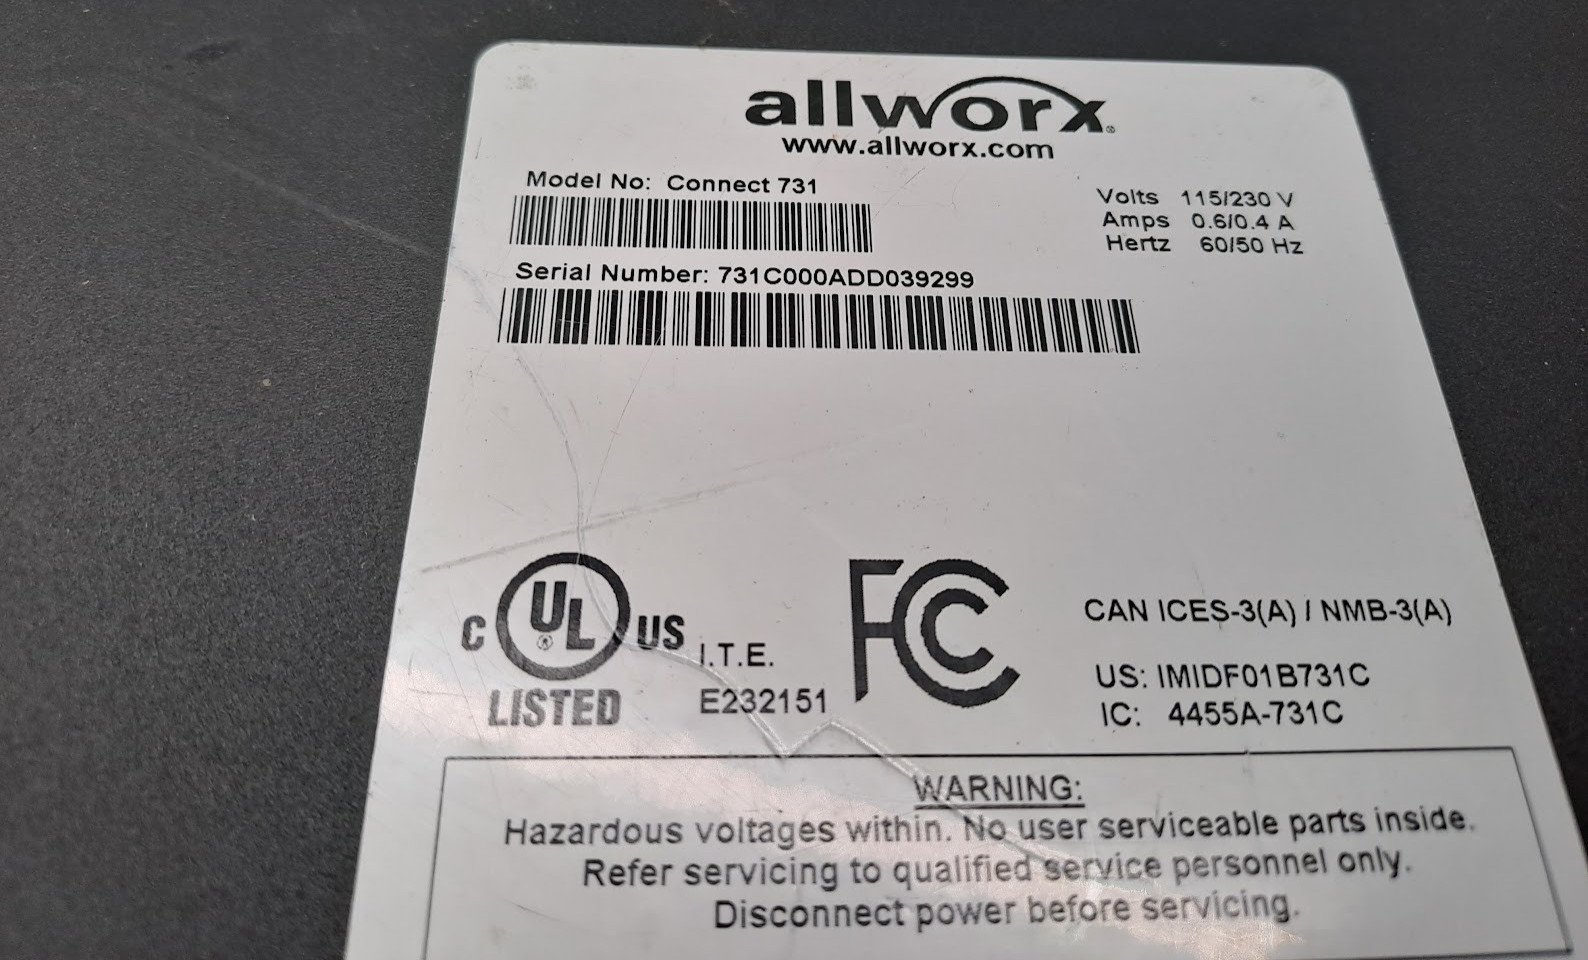 allworx®
www.allworx.com
Model No: Connect 731
Volts 115/230 V
Amps 0.6/0.4 A
Hertz 60/50 Hz
Serial Number: 731C000ADD039299
C UL ® US
LISTED
I.T.E.
E232151
FC
CAN ICES-3(A) / NMB-3(A)
US: IMIDF01B731C
IC: 4455A-731C
WARNING:
Hazardous voltages within. No user serviceable parts inside.
Refer servicing to qualified service personnel only.
Disconnect power before servicing.